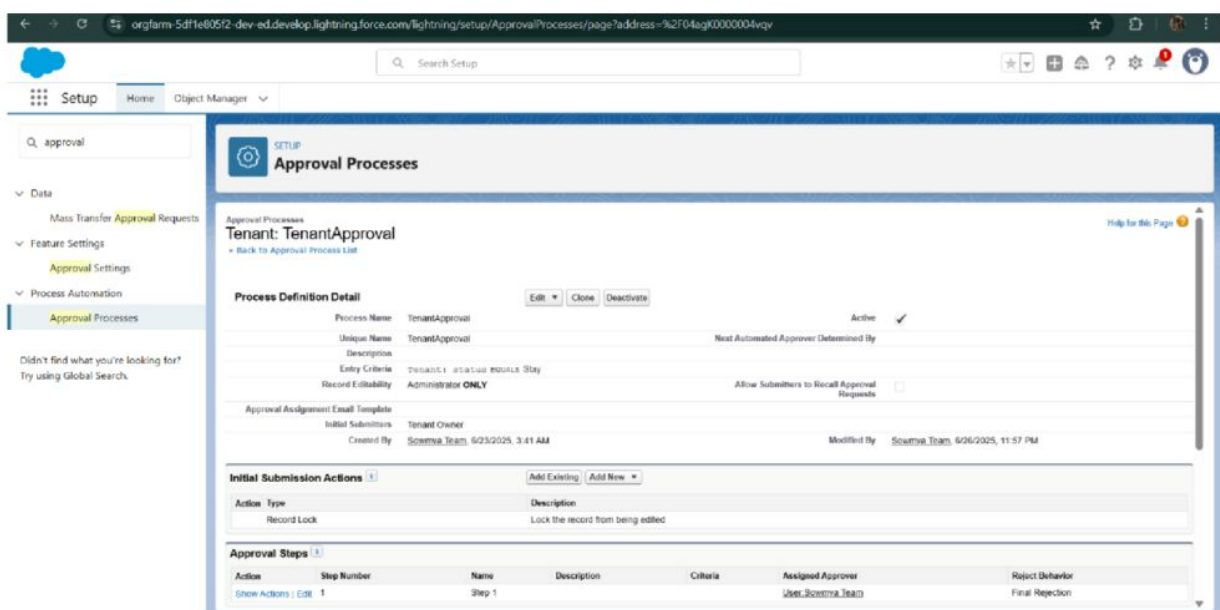 orgfarm-5df1e805f2-dev-ed.develop.lightning.force.com/lightning/setup/ApprovalProcesses/page?address=%2F04agK0000004vqv
Search Setup
Setup Home Object Manager
approval
Data
Mass Transfer Approval Requests
Feature Settings
Approval Settings
Process Automation
Approval Processes
Didn't find what you're looking for?
Try using Global Search.
SETUP
Approval Processes
Approval Processes
Tenant: TenantApproval
« Back to Approval Process List
Help for this Page
Process Definition Detail Edit Clone Deactivate
Process Name TenantApproval Active
Unique Name TenantApproval Next Automated Approver Determined By
Description
Entry Criteria Tenant: status EQUALS Stay
Record Editability Administrator ONLY Allow Submitters to Recall Approval
Requests
Approval Assignment Email Template
Initial Submitters Tenant Owner
Created By Sowmya Team, 6/23/2025, 3:41 AM Modified By Sowmya Team, 6/26/2025, 11:57 PM
Initial Submission Actions Add Existing Add New
Action Type Description
Record Lock Lock the record from being edited
Approval Steps
Action Step Number Name Description Criteria Assigned Approver Reject Behavior
Show Actions | Edit 1 Step 1 User:Sowmya Team Final Rejection